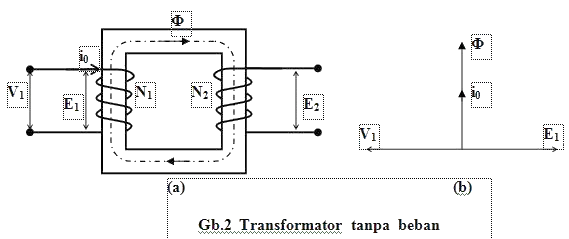 Φ
i0
V1
E1
N1
N2
E2
(a)
Φ
i0
V1
E1
(b)
Gb.2 Transformator tanpa beban